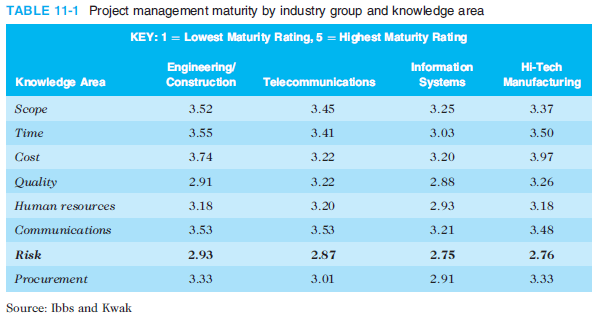 TABLE 11-1 Project management maturity by industry group and knowledge area
KEY: 1 = Lowest Maturity Rating, 5 = Highest Maturity Rating
Knowledge Area Engineering/ Construction Telecommunications Information Systems Hi-Tech Manufacturing
Scope 3.52 3.45 3.25 3.37
Time 3.55 3.41 3.03 3.50
Cost 3.74 3.22 3.20 3.97
Quality 2.91 3.22 2.88 3.26
Human resources 3.18 3.20 2.93 3.18
Communications 3.53 3.53 3.21 3.48
Risk 2.93 2.87 2.75 2.76
Procurement 3.33 3.01 2.91 3.33
Source: Ibbs and Kwak